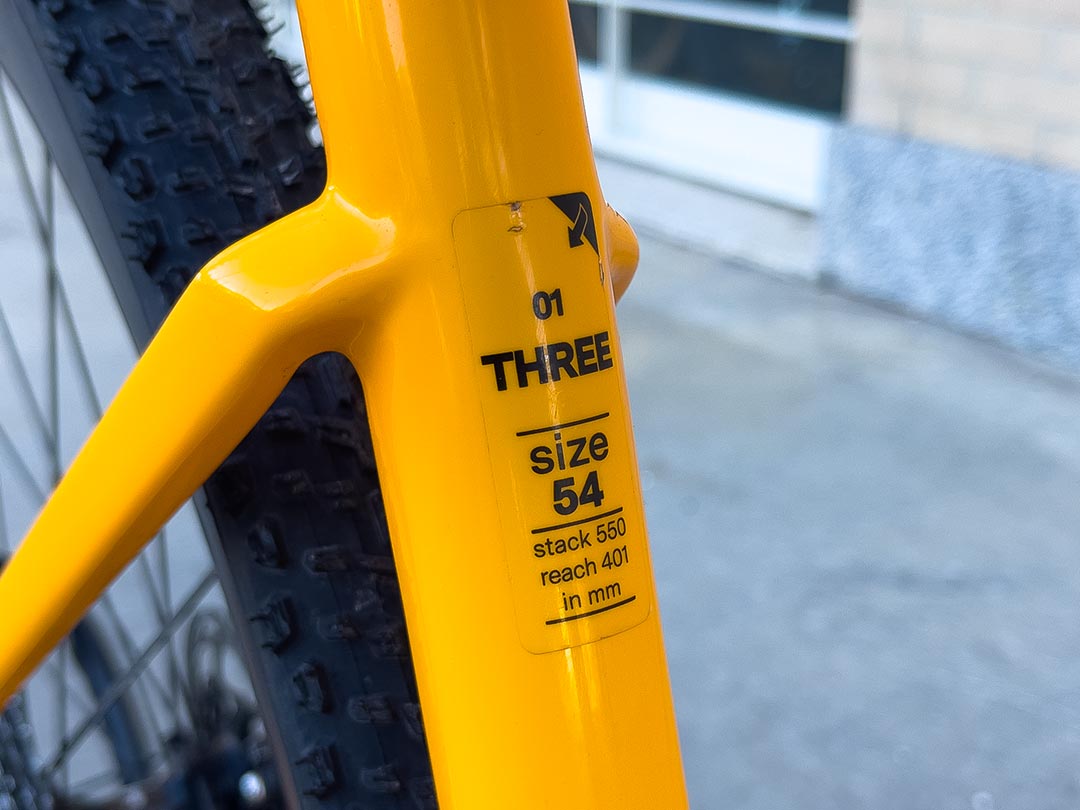 01
THREE
size
54
stack 550
reach 401
in mm